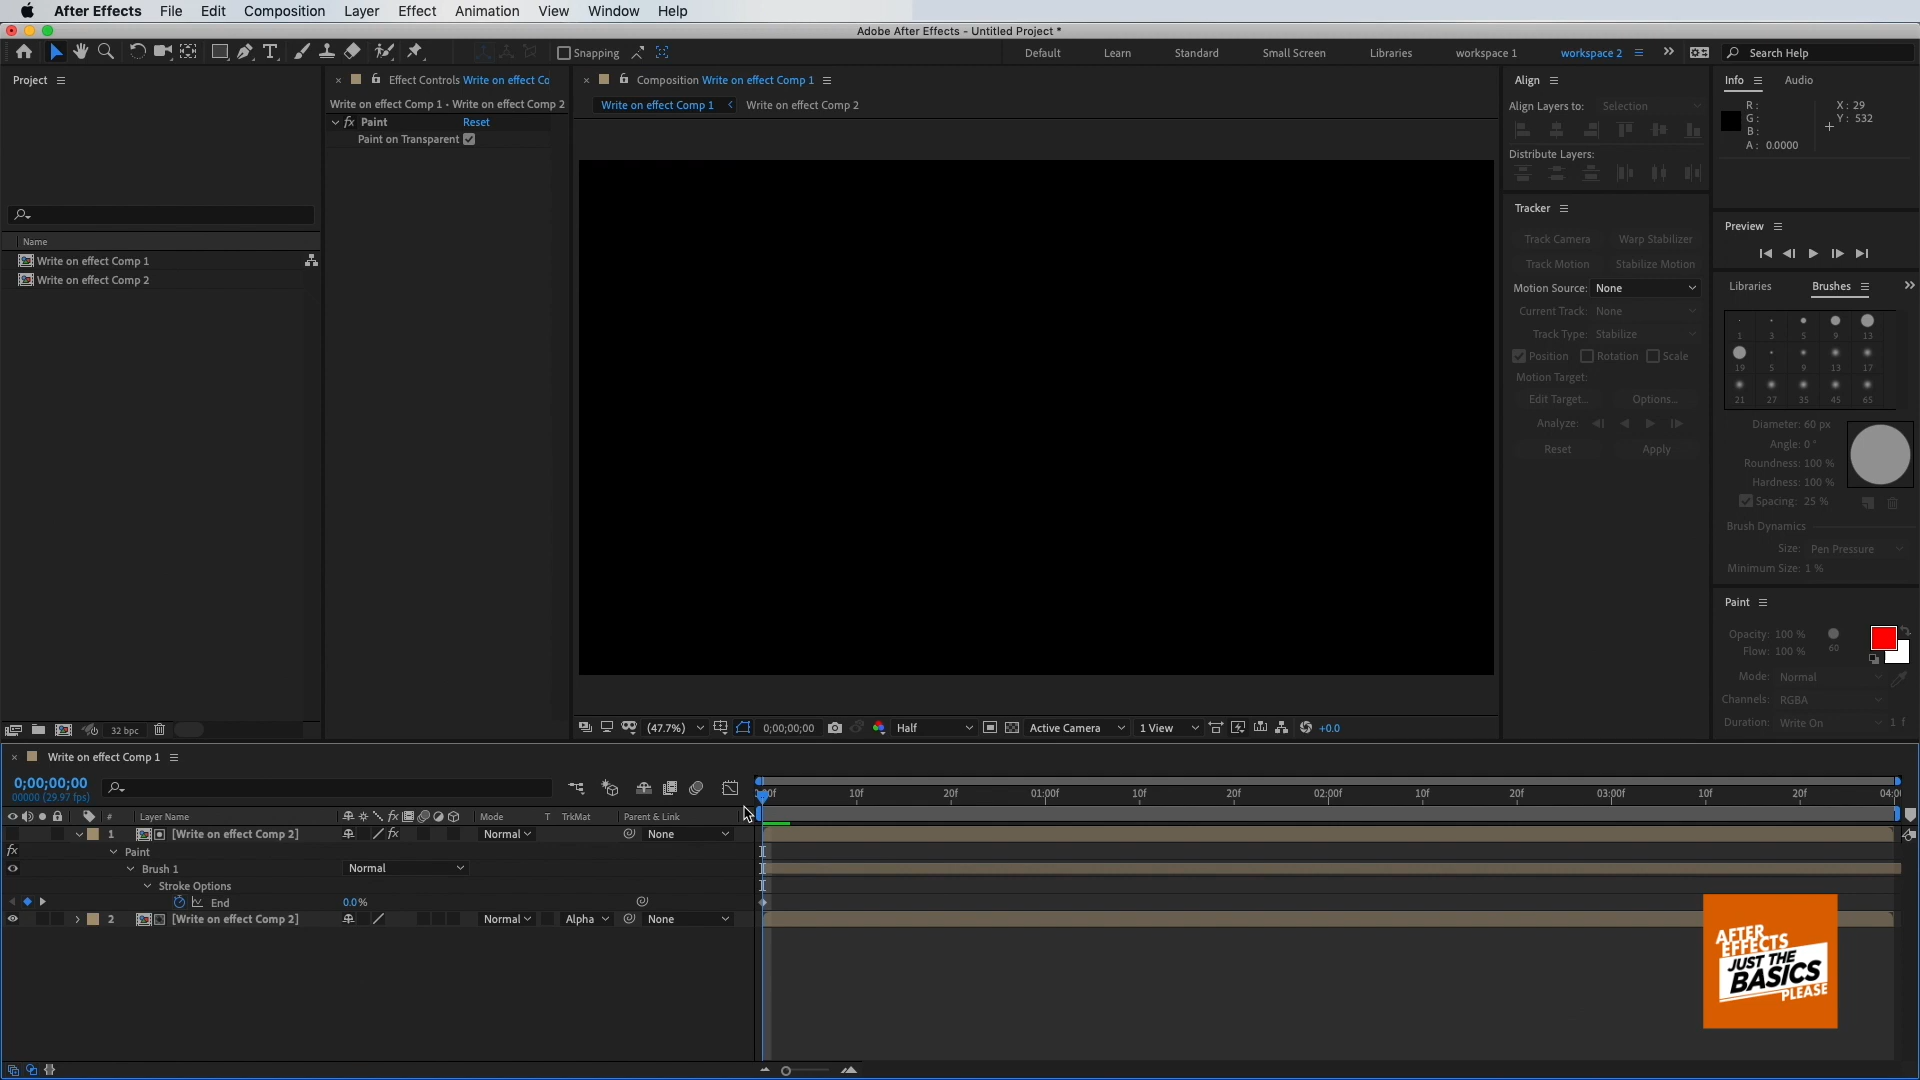 After Effects File Edit Composition Layer Effect Animation View Window Help
Adobe After Effects - Untitled Project *
Snapping Default Learn Standard Small Screen Libraries workspace 1 workspace 2 Search Help
Project
Effect Controls Write on effect Co
Write on effect Comp 1 • Write on effect Comp 2
fx Paint Reset
Paint on Transparent
Composition Write on effect Comp 1
Write on effect Comp 1 Write on effect Comp 2
Name
Write on effect Comp 1
Write on effect Comp 2
32 bpc
(47.7%) 0;00;00;00 Half Active Camera 1 View +0.0
Align
Align Layers to: Selection
Distribute Layers:
Tracker
Track Camera Warp Stabilizer
Track Motion Stabilize Motion
Motion Source: None
Current Track: None
Track Type: Stabilize
Position Rotation Scale
Motion Target:
Edit Target... Options...
Analyze:
Reset Apply
Info Audio
R: X: 29
G: Y: 532
B:
A: 0.0000
Preview
Libraries Brushes
1 3 5 9 13
19 5 9 13 17
21 27 35 45 65
Diameter: 60 px
Angle: 0 °
Roundness: 100 %
Hardness: 100 %
Spacing: 25 %
Brush Dynamics
Size: Pen Pressure
Minimum Size: 1 %
Paint
Opacity: 100 %
Flow: 100 % 60
Mode: Normal
Channels: RGBA
Duration: Write On 1 f
Write on effect Comp 1
0;00;00;00
00000 (29.97 fps)
10f 20f 01:00f 10f 20f 02:00f 10f 20f 03:00f 10f 20f
# Layer Name fx Mode T TrkMat Parent & Link
1 [Write on effect Comp 2] fx Normal None
fx Paint
Brush 1 Normal
Stroke Options
End 0.0%
2 [Write on effect Comp 2] Normal Alpha None
AFTER
EFFECTS
JUST THE
BASICS
PLEASE